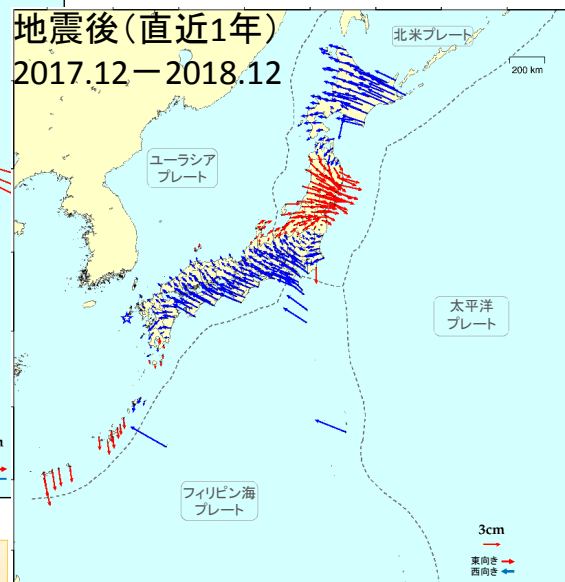 地震後(直近1年)
2017.12-2018.12
北米プレート
200 km
ユーラシア
プレート
太平洋
プレート
フィリピン海
プレート
3cm
東向き
西向き